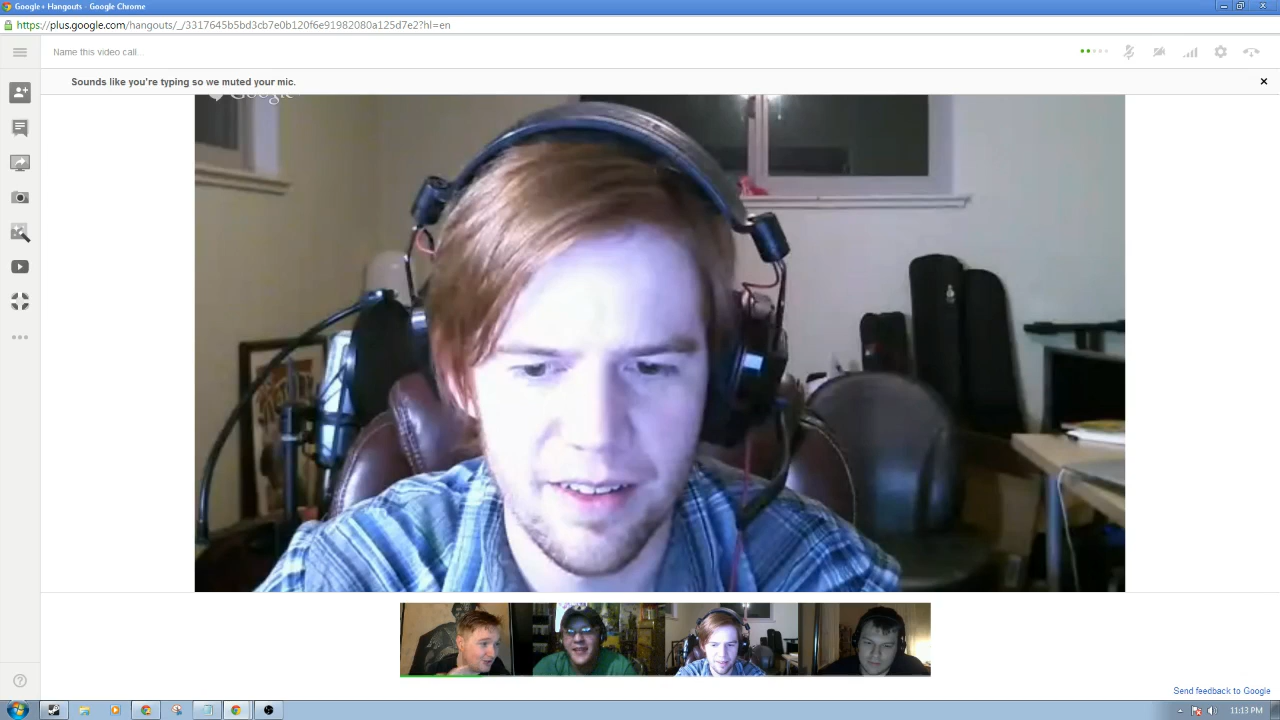 Google+ Hangouts - Google Chrome
https://plus.google.com/hangouts/_/3317645b5bd3cb7e0b120f6e91982080a125d7e2?hl=en
Name this video call...
Sounds like you're typing so we muted your mic.
Google
Send feedback to Google
11:13 PM